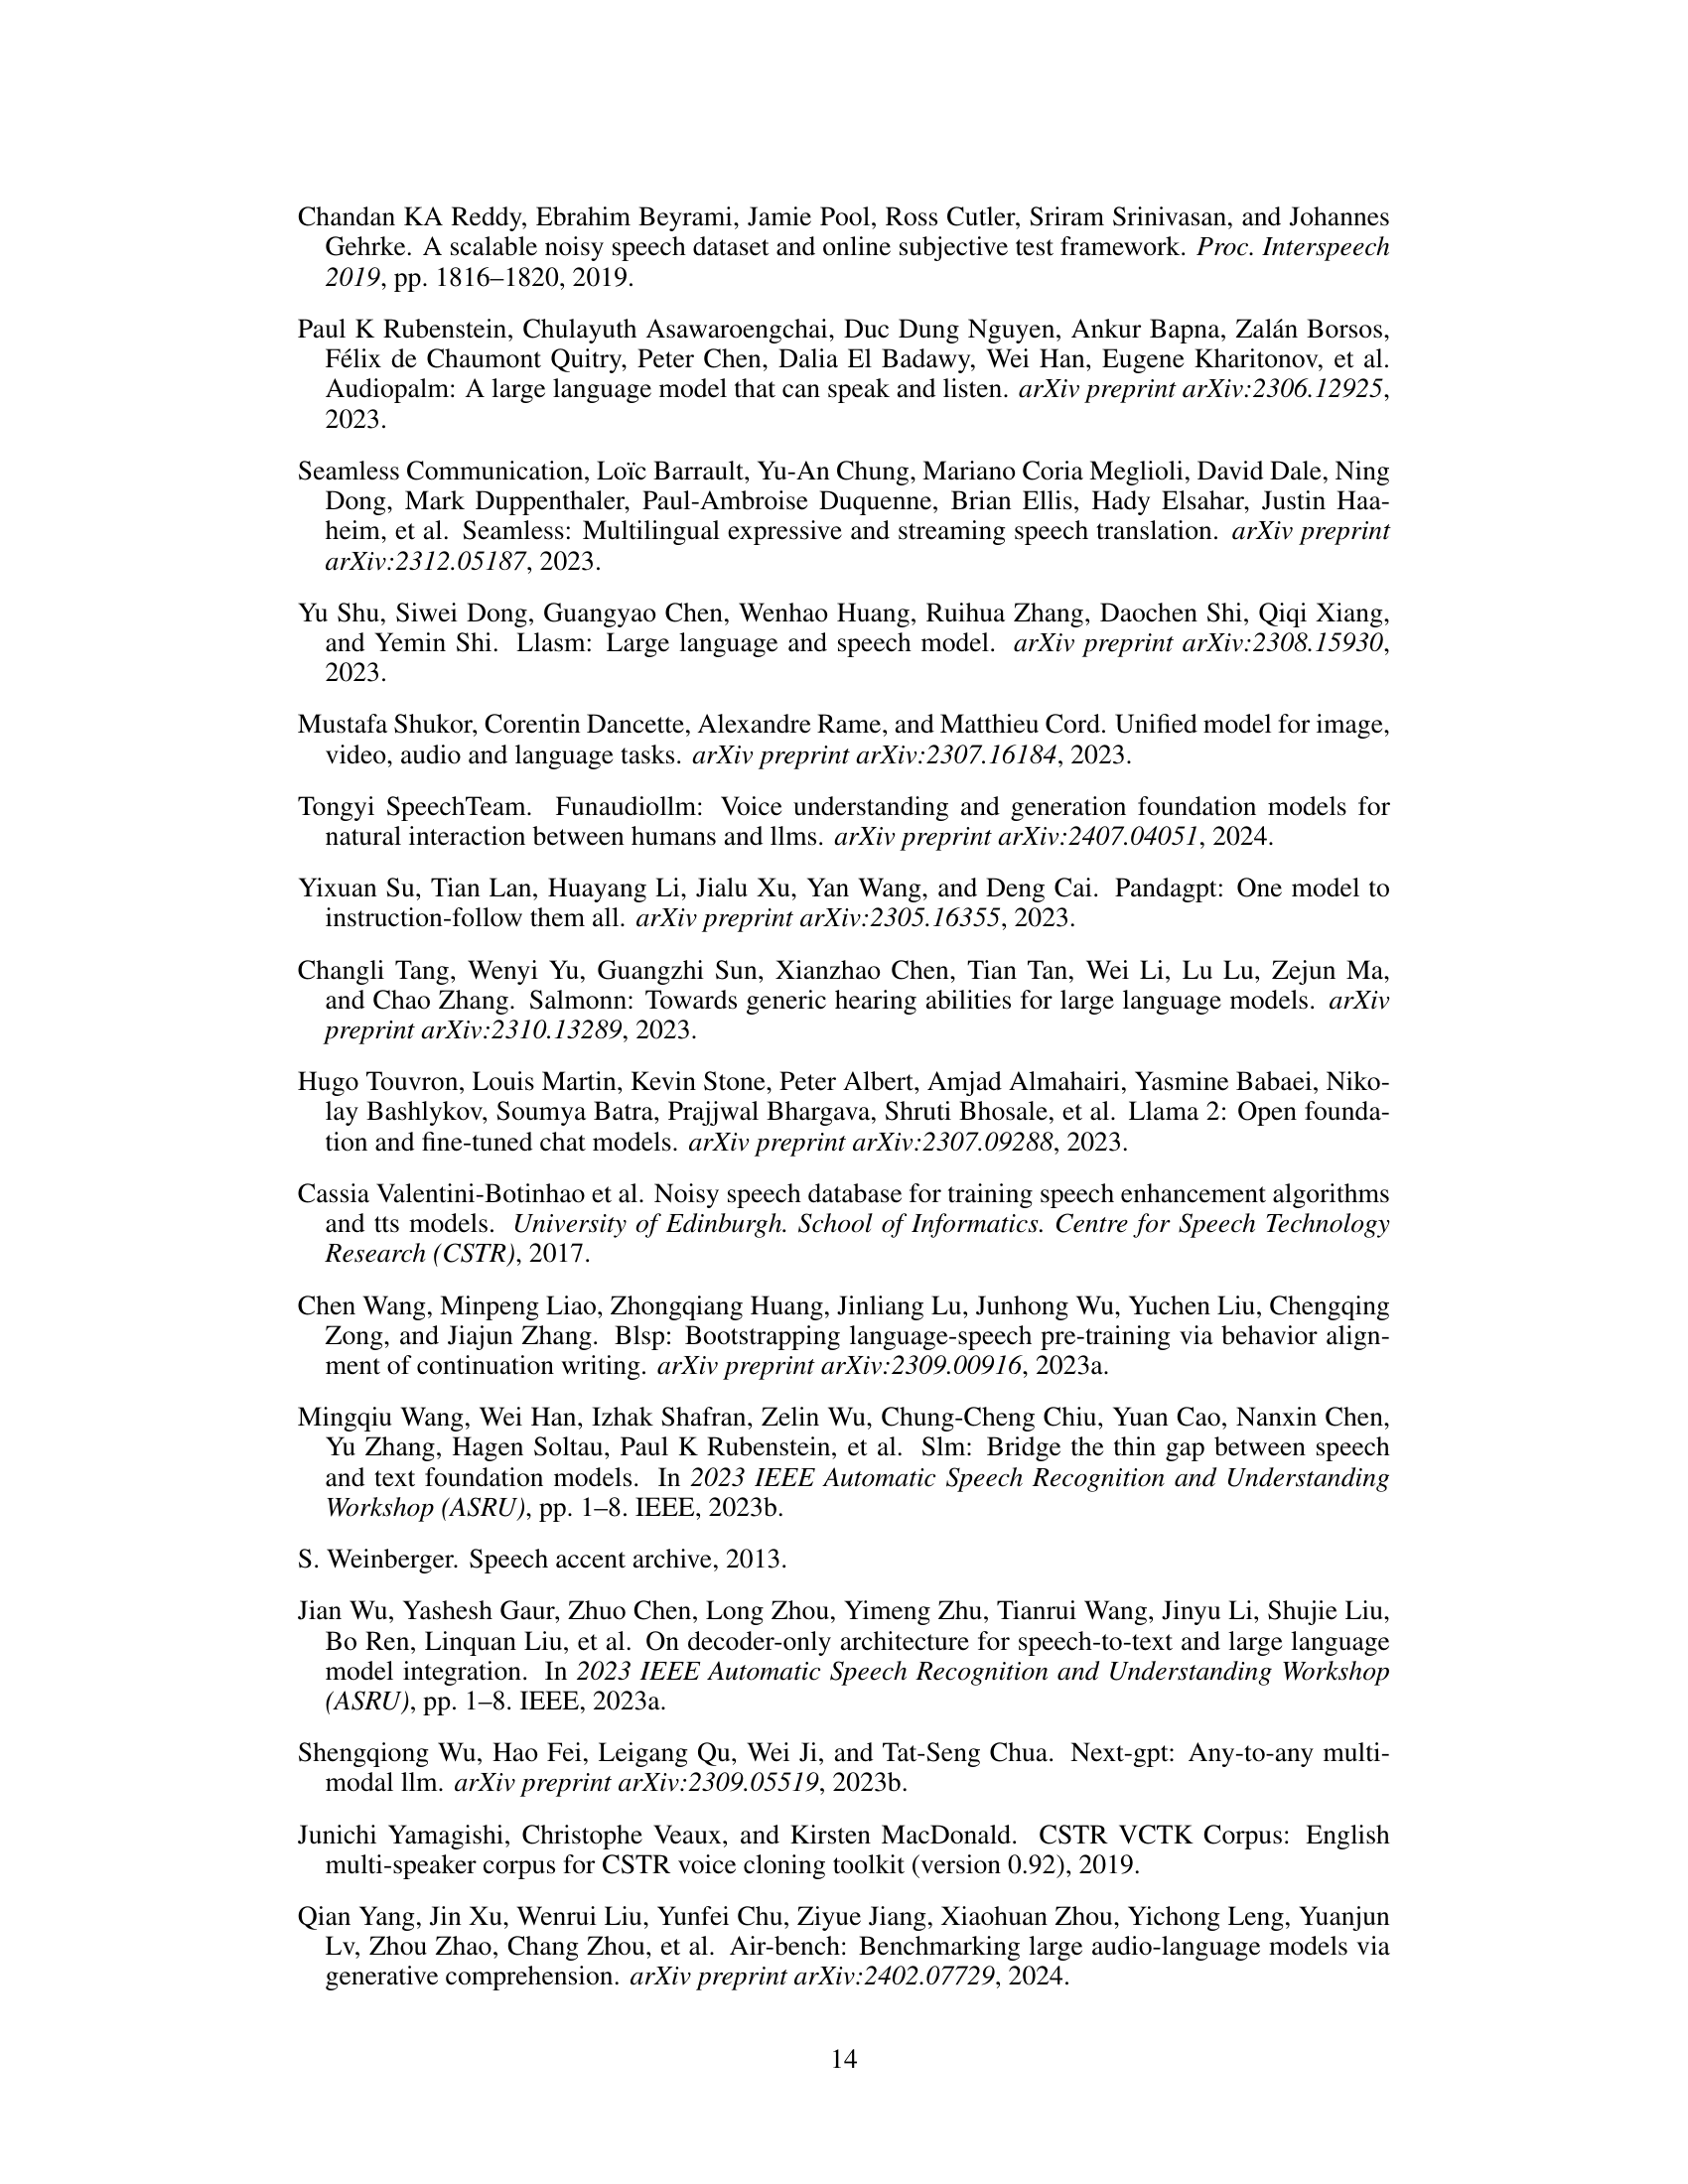 Chandan KA Reddy, Ebrahim Beyrami, Jamie Pool, Ross Cutler, Sriram Srinivasan, and Johannes
Gehrke. A scalable noisy speech dataset and online subjective test framework. Proc. Interspeech
2019, pp. 1816–1820, 2019.
Paul K Rubenstein, Chulayuth Asawaroengchai, Duc Dung Nguyen, Ankur Bapna, Zalán Borsos,
Félix de Chaumont Quitry, Peter Chen, Dalia El Badawy, Wei Han, Eugene Kharitonov, et al.
Audiopalm: A large language model that can speak and listen. arXiv preprint arXiv:2306.12925,
2023.
Seamless Communication, Loïc Barrault, Yu-An Chung, Mariano Coria Meglioli, David Dale, Ning
Dong, Mark Duppenthaler, Paul-Ambroise Duquenne, Brian Ellis, Hady Elsahar, Justin Haa-
heim, et al. Seamless: Multilingual expressive and streaming speech translation. arXiv preprint
arXiv:2312.05187, 2023.
Yu Shu, Siwei Dong, Guangyao Chen, Wenhao Huang, Ruihua Zhang, Daochen Shi, Qiqi Xiang,
and Yemin Shi. Llasm: Large language and speech model. arXiv preprint arXiv:2308.15930,
2023.
Mustafa Shukor, Corentin Dancette, Alexandre Rame, and Matthieu Cord. Unified model for image,
video, audio and language tasks. arXiv preprint arXiv:2307.16184, 2023.
Tongyi SpeechTeam. Funaudiollm: Voice understanding and generation foundation models for
natural interaction between humans and llms. arXiv preprint arXiv:2407.04051, 2024.
Yixuan Su, Tian Lan, Huayang Li, Jialu Xu, Yan Wang, and Deng Cai. Pandagpt: One model to
instruction-follow them all. arXiv preprint arXiv:2305.16355, 2023.
Changli Tang, Wenyi Yu, Guangzhi Sun, Xianzhao Chen, Tian Tan, Wei Li, Lu Lu, Zejun Ma,
and Chao Zhang. Salmonn: Towards generic hearing abilities for large language models. arXiv
preprint arXiv:2310.13289, 2023.
Hugo Touvron, Louis Martin, Kevin Stone, Peter Albert, Amjad Almahairi, Yasmine Babaei, Niko-
lay Bashlykov, Soumya Batra, Prajjwal Bhargava, Shruti Bhosale, et al. Llama 2: Open founda-
tion and fine-tuned chat models. arXiv preprint arXiv:2307.09288, 2023.
Cassia Valentini-Botinhao et al. Noisy speech database for training speech enhancement algorithms
and tts models. University of Edinburgh. School of Informatics. Centre for Speech Technology
Research (CSTR), 2017.
Chen Wang, Minpeng Liao, Zhongqiang Huang, Jinliang Lu, Junhong Wu, Yuchen Liu, Chengqing
Zong, and Jiajun Zhang. Blsp: Bootstrapping language-speech pre-training via behavior align-
ment of continuation writing. arXiv preprint arXiv:2309.00916, 2023a.
Mingqiu Wang, Wei Han, Izhak Shafran, Zelin Wu, Chung-Cheng Chiu, Yuan Cao, Nanxin Chen,
Yu Zhang, Hagen Soltau, Paul K Rubenstein, et al. Slm: Bridge the thin gap between speech
and text foundation models. In 2023 IEEE Automatic Speech Recognition and Understanding
Workshop (ASRU), pp. 1–8. IEEE, 2023b.
S. Weinberger. Speech accent archive, 2013.
Jian Wu, Yashesh Gaur, Zhuo Chen, Long Zhou, Yimeng Zhu, Tianrui Wang, Jinyu Li, Shujie Liu,
Bo Ren, Linquan Liu, et al. On decoder-only architecture for speech-to-text and large language
model integration. In 2023 IEEE Automatic Speech Recognition and Understanding Workshop
(ASRU), pp. 1–8. IEEE, 2023a.
Shengqiong Wu, Hao Fei, Leigang Qu, Wei Ji, and Tat-Seng Chua. Next-gpt: Any-to-any multi-
modal llm. arXiv preprint arXiv:2309.05519, 2023b.
Junichi Yamagishi, Christophe Veaux, and Kirsten MacDonald. CSTR VCTK Corpus: English
multi-speaker corpus for CSTR voice cloning toolkit (version 0.92), 2019.
Qian Yang, Jin Xu, Wenrui Liu, Yunfei Chu, Ziyue Jiang, Xiaohuan Zhou, Yichong Leng, Yuanjun
Lv, Zhou Zhao, Chang Zhou, et al. Air-bench: Benchmarking large audio-language models via
generative comprehension. arXiv preprint arXiv:2402.07729, 2024.
14